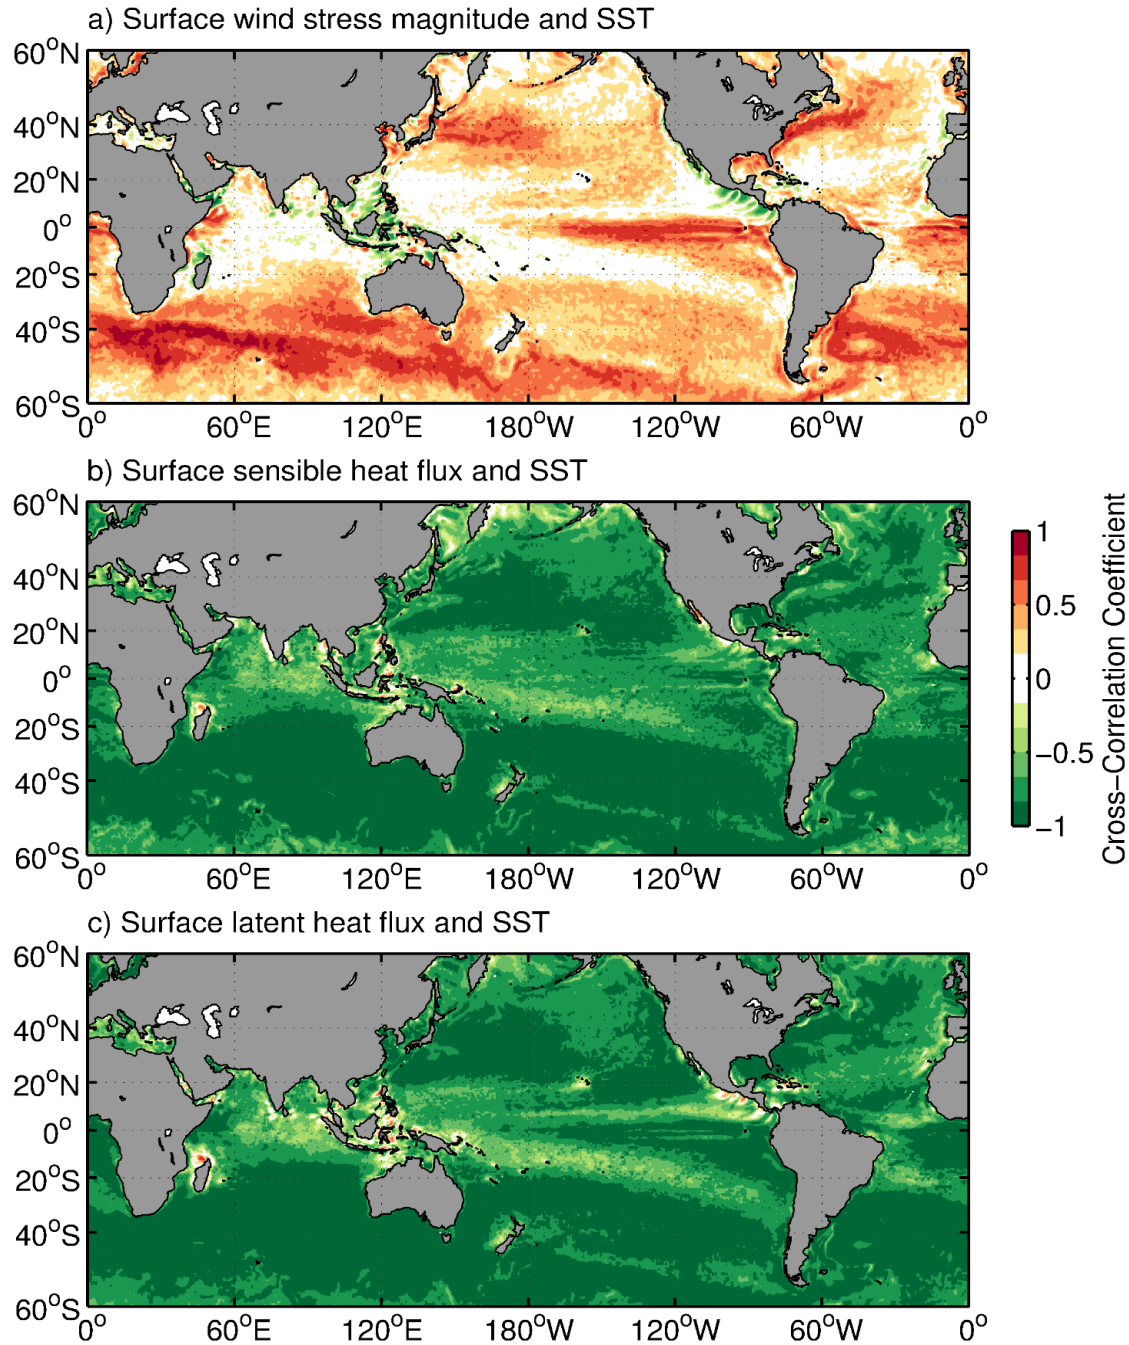 a) Surface wind stress magnitude and SST
60°N
40°N
20°N
0°
20°S
40°S
60°S
0° 60°E 120°E 180°W 120°W 60°W 0°
b) Surface sensible heat flux and SST
60°N
40°N
20°N
0°
20°S
40°S
60°S
0° 60°E 120°E 180°W 120°W 60°W 0°
1
0.5
0
−0.5
−1
Cross−Correlation Coefficient
c) Surface latent heat flux and SST
60°N
40°N
20°N
0°
20°S
40°S
60°S
0° 60°E 120°E 180°W 120°W 60°W 0°